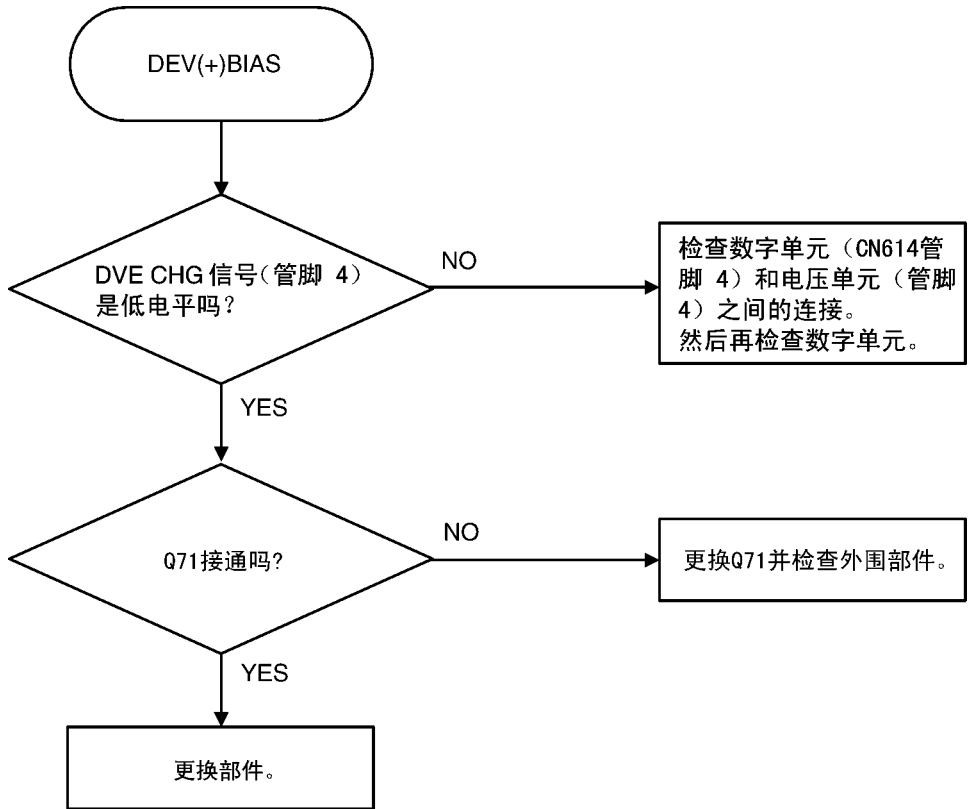 DEV(+)BIAS
DVE CHG 信号（管脚 4）
是低电平吗？
NO
检查数字单元（CN614管
脚 4）和电压单元（管脚
4）之间的连接。
然后再检查数字单元。
YES
Q71接通吗?
NO
更换Q71并检查外围部件。
YES
更换部件。